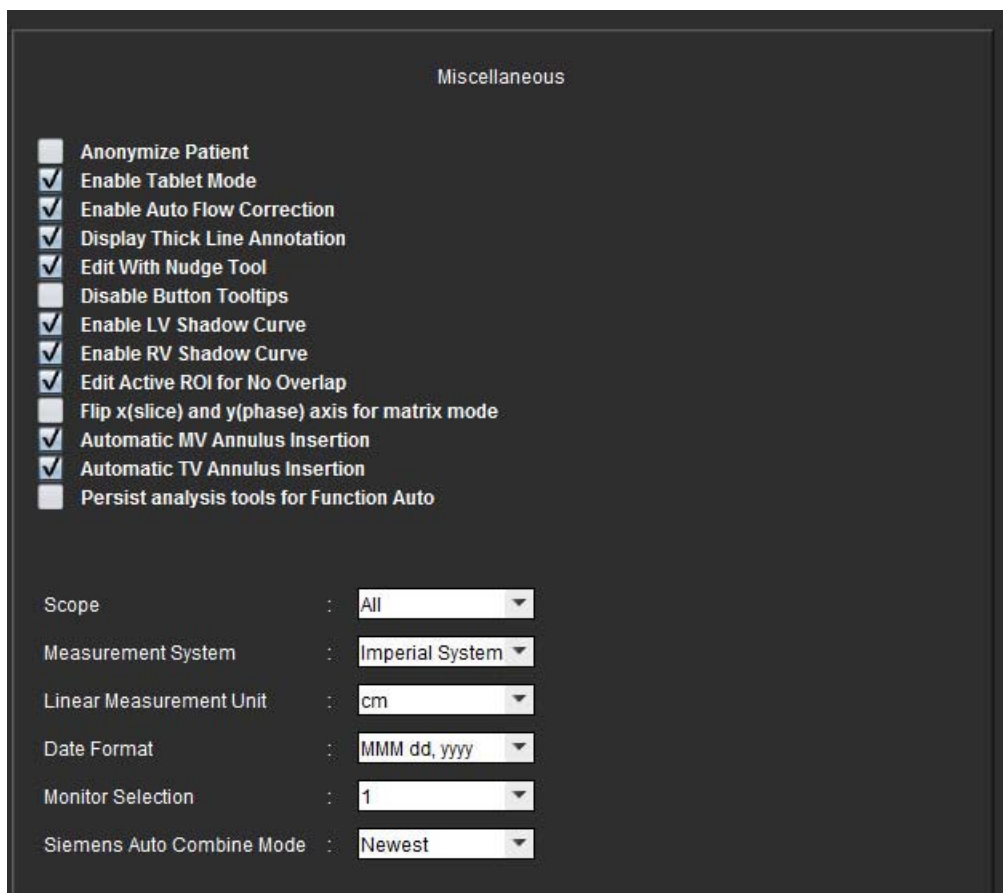 Miscellaneous
Anonymize Patient
Enable Tablet Mode
Enable Auto Flow Correction
Display Thick Line Annotation
Edit With Nudge Tool
Disable Button Tooltips
Enable LV Shadow Curve
Enable RV Shadow Curve
Edit Active ROI for No Overlap
Flip x(slice) and y(phase) axis for matrix mode
Automatic MV Annulus Insertion
Automatic TV Annulus Insertion
Persist analysis tools for Function Auto
Scope : All
Measurement System : Imperial System
Linear Measurement Unit : cm
Date Format : MMM dd, yyyy
Monitor Selection : 1
Siemens Auto Combine Mode : Newest